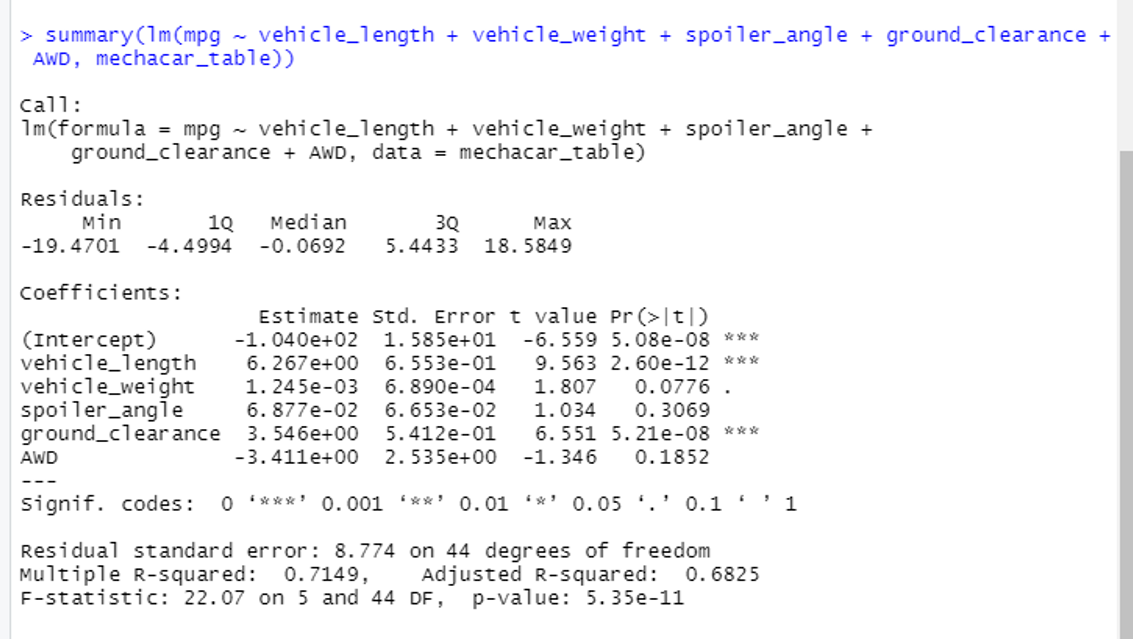 > summary(lm(mpg ~ vehicle_length + vehicle_weight + spoiler_angle + ground_clearance +
AWD, mechacar_table))
Call:
lm(formula = mpg ~ vehicle_length + vehicle_weight + spoiler_angle +
ground_clearance + AWD, data = mechacar_table)
Residuals:
Min 1Q Median 3Q Max
-19.4701 -4.4994 -0.0692 5.4433 18.5849
Coefficients:
Estimate Std. Error t value Pr(>|t|)
(Intercept) -1.040e+02 1.585e+01 -6.559 5.08e-08 ***
vehicle_length 6.267e+00 6.553e-01 9.563 2.60e-12 ***
vehicle_weight 1.245e-03 6.890e-04 1.807 0.0776 .
spoiler_angle 6.877e-02 6.653e-02 1.034 0.3069
ground_clearance 3.546e+00 5.412e-01 6.551 5.21e-08 ***
AWD -3.411e+00 2.535e+00 -1.346 0.1852
---
Signif. codes: 0 ‘***’ 0.001 ‘**’ 0.01 ‘*’ 0.05 ‘.’ 0.1 ‘ ’ 1
Residual standard error: 8.774 on 44 degrees of freedom
Multiple R-squared: 0.7149, Adjusted R-squared: 0.6825
F-statistic: 22.07 on 5 and 44 DF, p-value: 5.35e-11